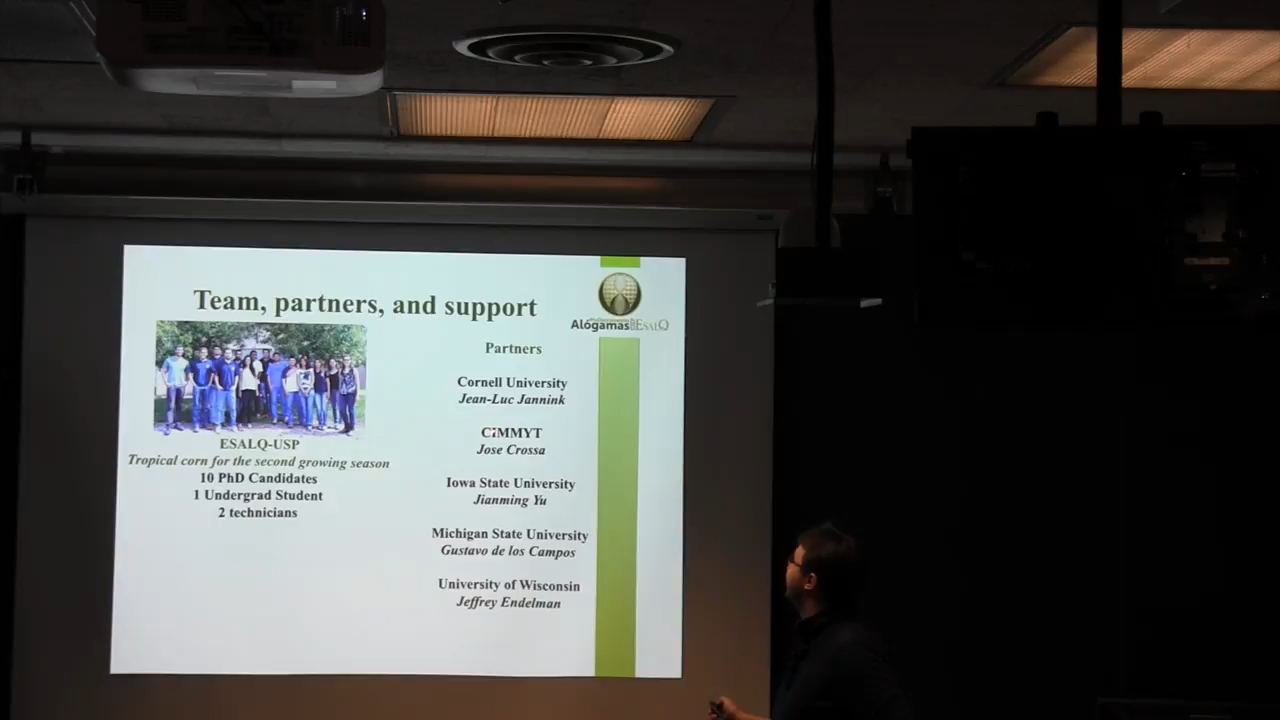 Team, partners, and support
Alógamas
ESALQ
ESALQ-USP
Tropical corn for the second growing season
10 PhD Candidates
1 Undergrad Student
2 technicians
Partners
Cornell University
Jean-Luc Jannink
CIMMYT
Jose Crossa
Iowa State University
Jianming Yu
Michigan State University
Gustavo de los Campos
University of Wisconsin
Jeffrey Endelman